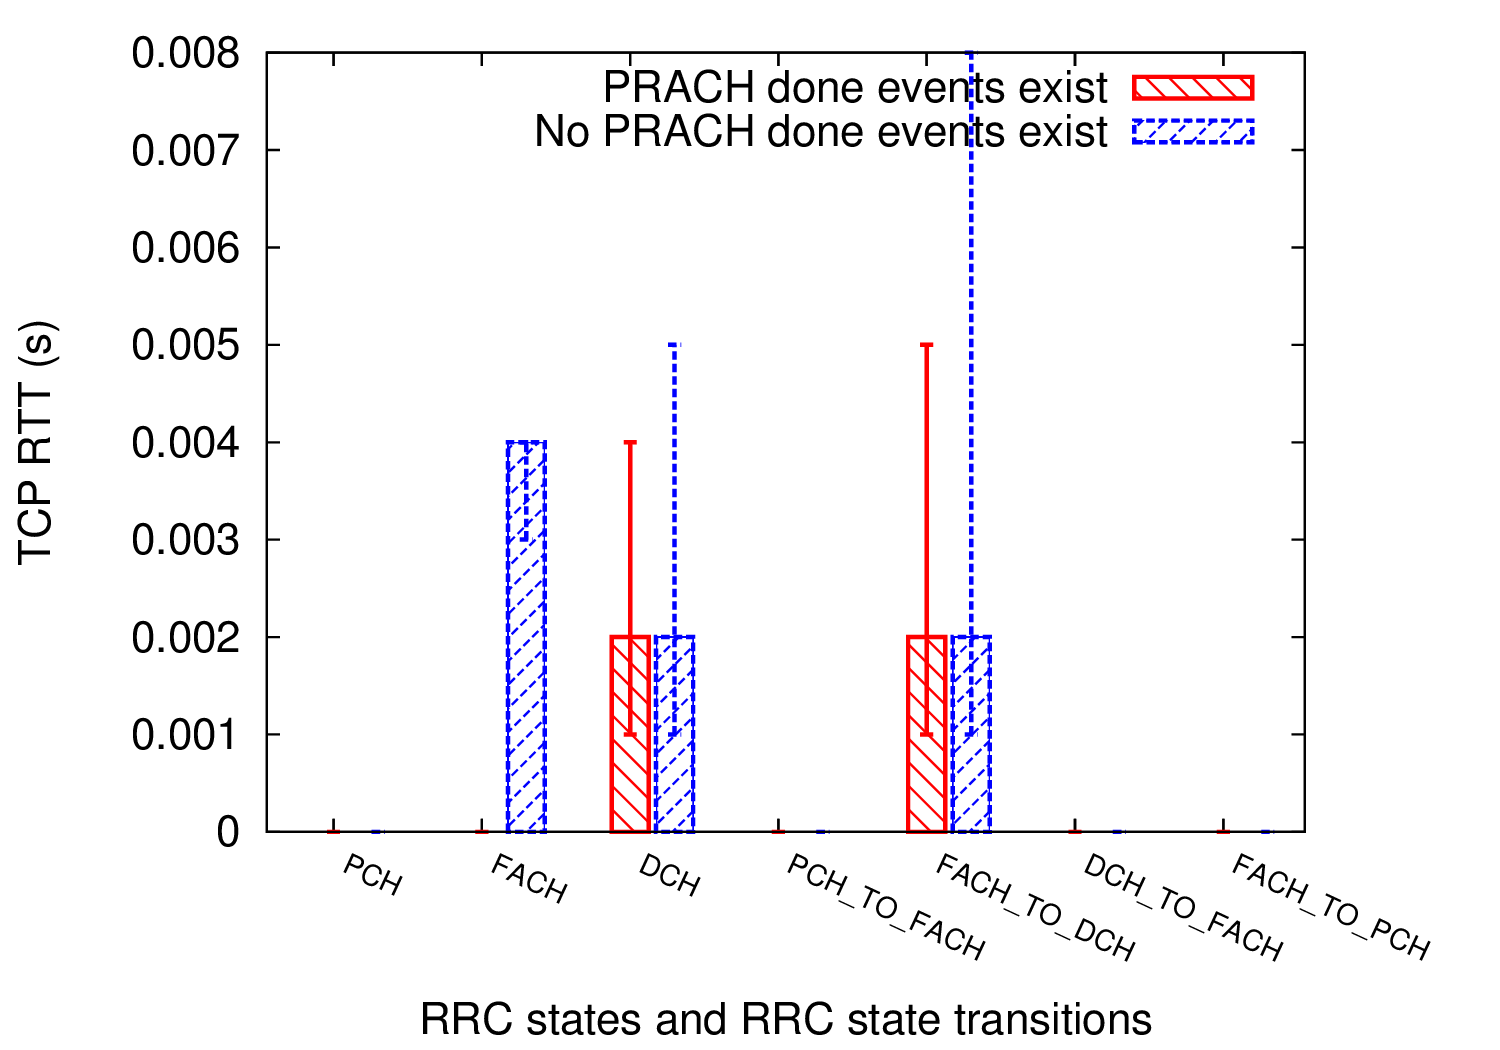 0.008
0.007
0.006
0.005
0.004
0.003
0.002
0.001
0
TCP RTT (s)
PRACH done events exist
No PRACH done events exist
PCH
FACH
DCH
PCH_TO_FACH
FACH_TO_DCH
DCH_TO_FACH
FACH_TO_PCH
RRC states and RRC state transitions